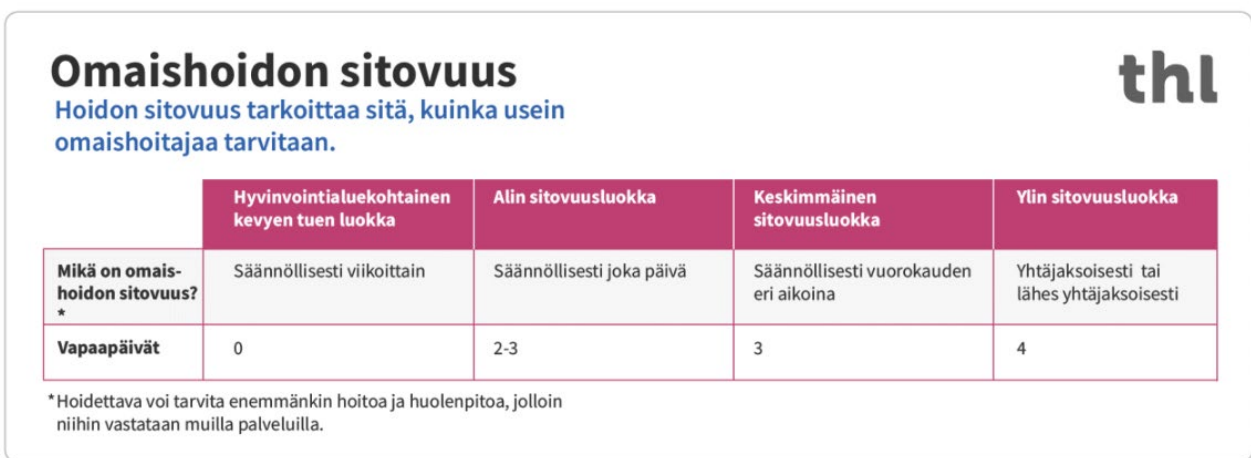 Omaishoidon sitovuus
thl
Hoidon sitovuus tarkoittaa sitä, kuinka usein
omaishoitajaa tarvitaan.
Hyvinvointialuekohtainen
kevyen tuen luokka
Alin sitovuusluokka
Keskimmäinen
sitovuusluokka
Ylin sitovuusluokka
Mikä on omais-
hoidon sitovuus?
*
Säännöllisesti viikoittain
Säännöllisesti joka päivä
Säännöllisesti vuorokauden
eri aikoina
Yhtäjaksoisesti tai
lähes yhtäjaksoisesti
Vapaapäivät
0
2-3
3
4
*Hoidettava voi tarvita enemmänkin hoitoa ja huolenpitoa, jolloin
niihin vastataan muilla palveluilla.